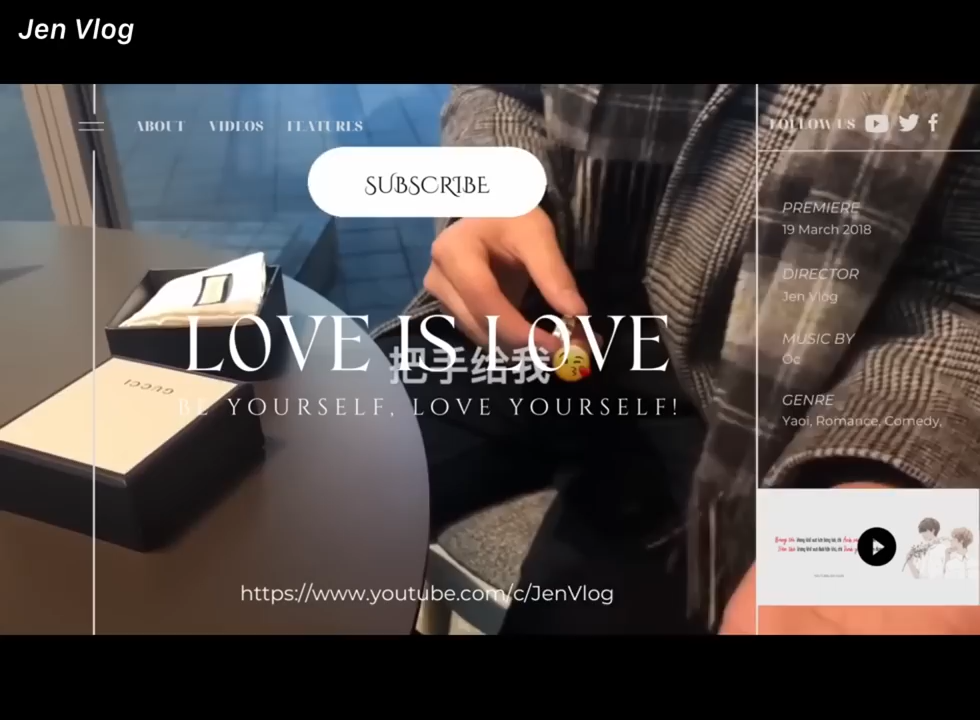 Jen Vlog
ABOUT VIDEOS FEATURES
FOLLOW US
SUBSCRIBE
PREMIERE
19 March 2018
DIRECTOR
Jen Vlog
MUSIC BY
Oc
GENRE
Yaoi, Romance, Comedy,
LOVE IS LOVE
把手给我
BE YOURSELF, LOVE YOURSELF!
GUCCI
https://www.youtube.com/c/JenVlog